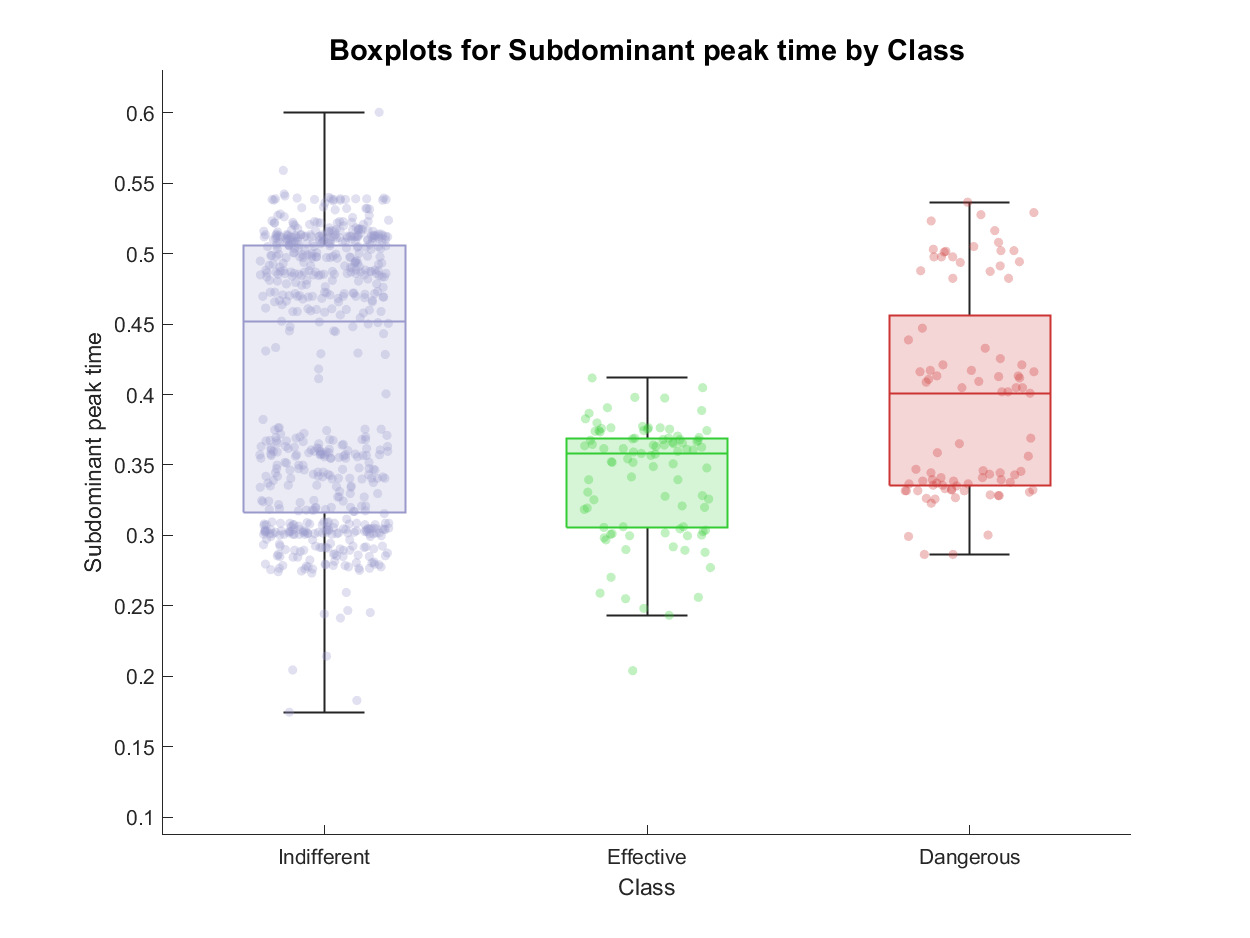 Boxplots for Subdominant peak time by Class
Subdominant peak time
0.6
0.55
0.5
0.45
0.4
0.35
0.3
0.25
0.2
0.15
0.1
Indifferent
Effective
Dangerous
Class